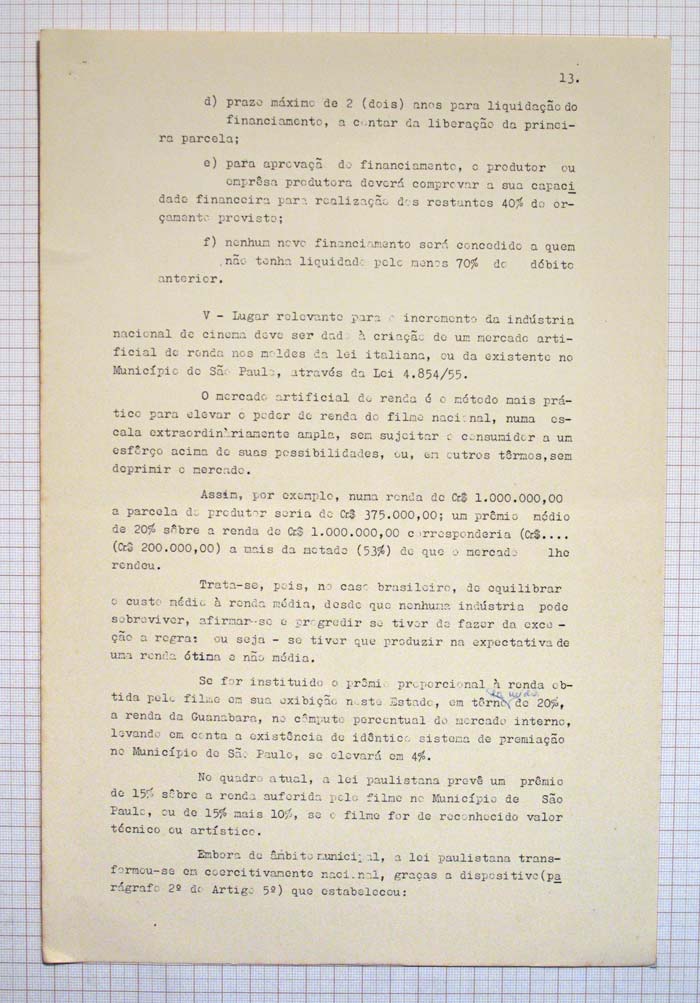 13.
d) prazo máximo de 2 (dois) anos para liquidação do
financiamento, a contar da liberação da primei-
ra parcela;
e) para aprovaçã do financiamento, o produtor ou
emprêsa produtora deverá comprovar a sua capaci
dade financeira para realização dos restantes 40% do or-
çamento previsto;
f) nenhum novo financiamento será concedido a quem
não tenha liquidado pelo menos 70% do débito
anterior.
V - Lugar relevante para o incremento da indústria
nacional de cinema deve ser dado à criação de um mercado arti-
ficial de renda nos moldes da lei italiana, ou da existente no
Município de São Paulo, através da Lei 4.854/55.
O mercado artificial de renda é o método mais prá-
tico para elevar o poder de renda do filme nacional, numa es-
cala extraordinàriamente ampla, sem sujeitar o consumidor a um
esfôrço acima de suas possibilidades, ou, em outros têrmos, sem
deprimir o mercado.
Assim, por exemplo, numa renda de Cr$ 1.000.000,00
a parcela do produtor seria de Cr$ 375.000,00; um prêmio médio
de 20% sôbre a renda de Cr$ 1.000.000,00 corresponderia (Cr$....
(Cr$ 200.000,00) a mais da metade (53%) do que o mercado lhe
rendeu.
Trata-se, pois, no caso brasileiro, de equilibrar
o custo médio à renda média, desde que nenhuma indústria pode
sobreviver, afirmar-se e progredir se tiver de fazer da exce -
ção a regra: ou seja - se tiver que produzir na expectativa de
uma renda ótima e não média.
Se for instituido o prêmio proporcional à renda ob-
tida pelo filme em sua exibição neste Estado, em têrno de 20%,
a renda da Guanabara, no cômputo percentual do mercado interno,
levando em conta a existência de idêntico sistema de premiação
no Município de São Paulo, se elevará em 4%.
No quadro atual, a lei paulistana prevê um prêmio
de 15% sôbre a renda auferida pelo filme no Município de São
Paulo, ou de 15% mais 10%, se o filme for de reconhecido valor
técnico ou artístico.
Embora de âmbito municipal, a lei paulistana trans-
formou-se em coercitivamente nacional, graças a dispositivo(pa
rágrafo 2º do Artigo 5º) que estabeleceu: